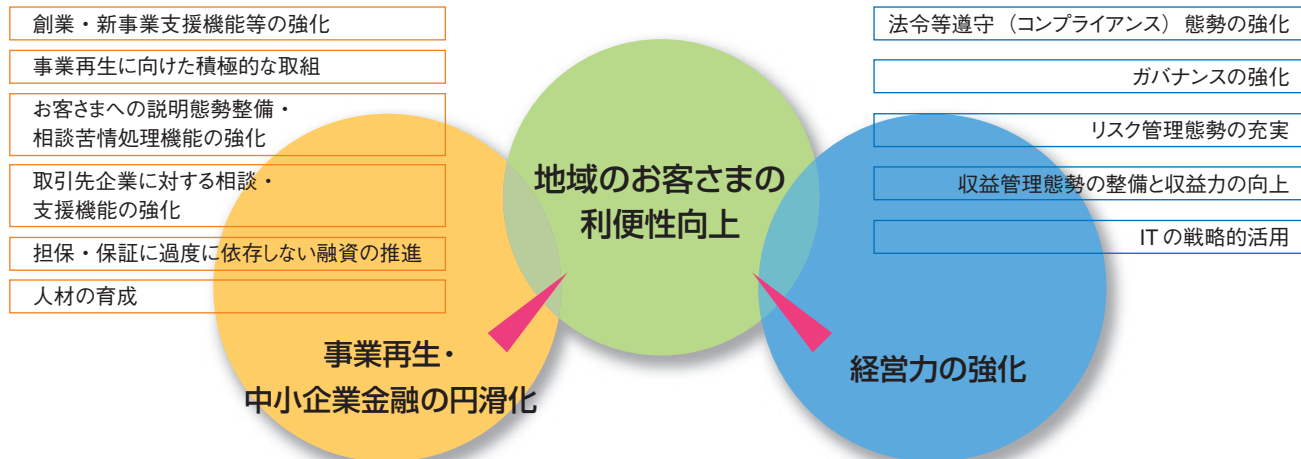 創業・新事業支援機能等の強化
事業再生に向けた積極的な取組
お客さまへの説明態勢整備・
相談苦情処理機能の強化
取引先企業に対する相談・
支援機能の強化
担保・保証に過度に依存しない融資の推進
人材の育成
地域のお客さまの
利便性向上
法令等遵守（コンプライアンス）態勢の強化
ガバナンスの強化
リスク管理態勢の充実
収益管理態勢の整備と収益力の向上
ITの戦略的活用
事業再生・
中小企業金融の円滑化
経営力の強化